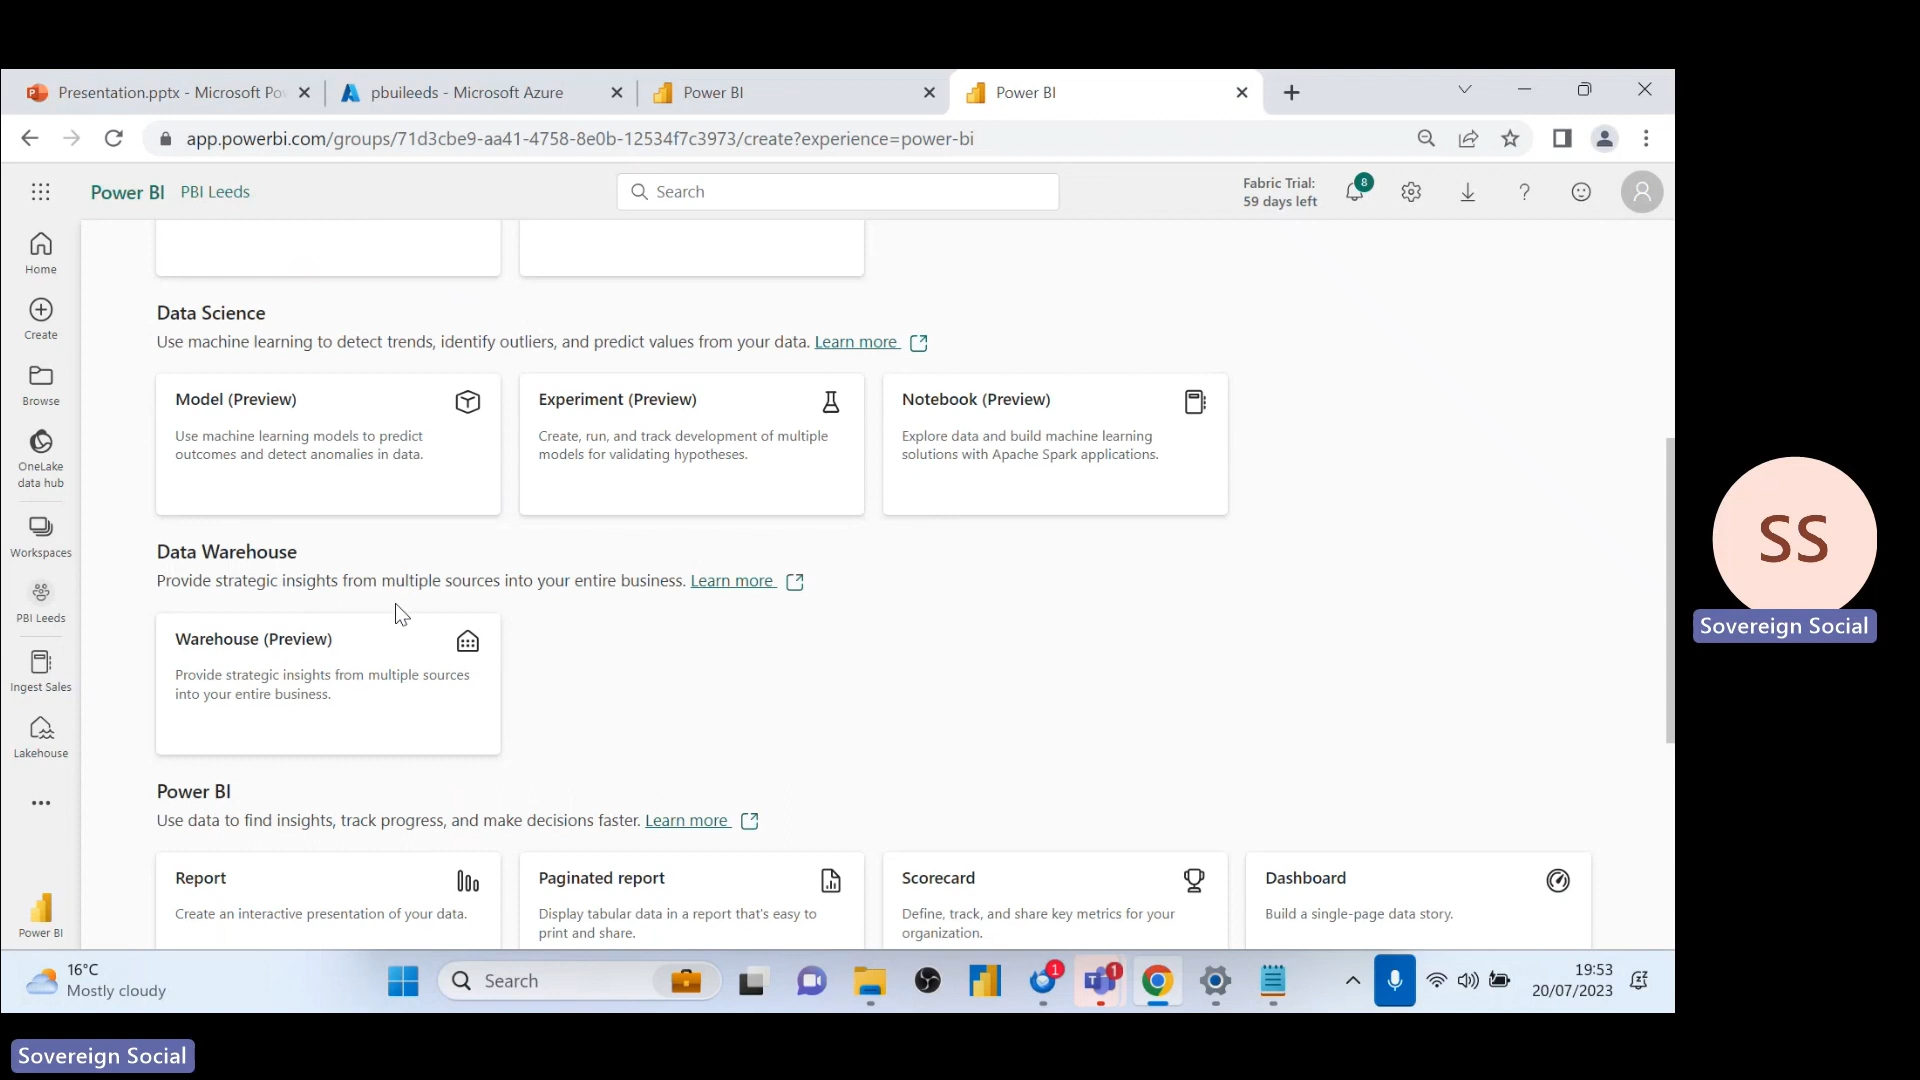 Presentation.pptx - Microsoft Po
pbuileeds - Microsoft Azure
Power BI
Power BI
app.powerbi.com/groups/71d3cbe9-aa41-4758-8e0b-12534f7c3973/create?experience=power-bi
Power BI PBI Leeds
Search
Fabric Trial:
59 days left
8
Home
Create
Browse
OneLake
data hub
Workspaces
PBI Leeds
Ingest Sales
Lakehouse
Power BI
Data Science
Use machine learning to detect trends, identify outliers, and predict values from your data. Learn more
Model (Preview)
Use machine learning models to predict
outcomes and detect anomalies in data.
Experiment (Preview)
Create, run, and track development of multiple
models for validating hypotheses.
Notebook (Preview)
Explore data and build machine learning
solutions with Apache Spark applications.
Data Warehouse
Provide strategic insights from multiple sources into your entire business. Learn more
Warehouse (Preview)
Provide strategic insights from multiple sources
into your entire business.
Power BI
Use data to find insights, track progress, and make decisions faster. Learn more
Report
Create an interactive presentation of your data.
Paginated report
Display tabular data in a report that's easy to
print and share.
Scorecard
Define, track, and share key metrics for your
organization.
Dashboard
Build a single-page data story.
16°C
Mostly cloudy
Search
1
1
19:53
20/07/2023
SS
Sovereign Social
Sovereign Social